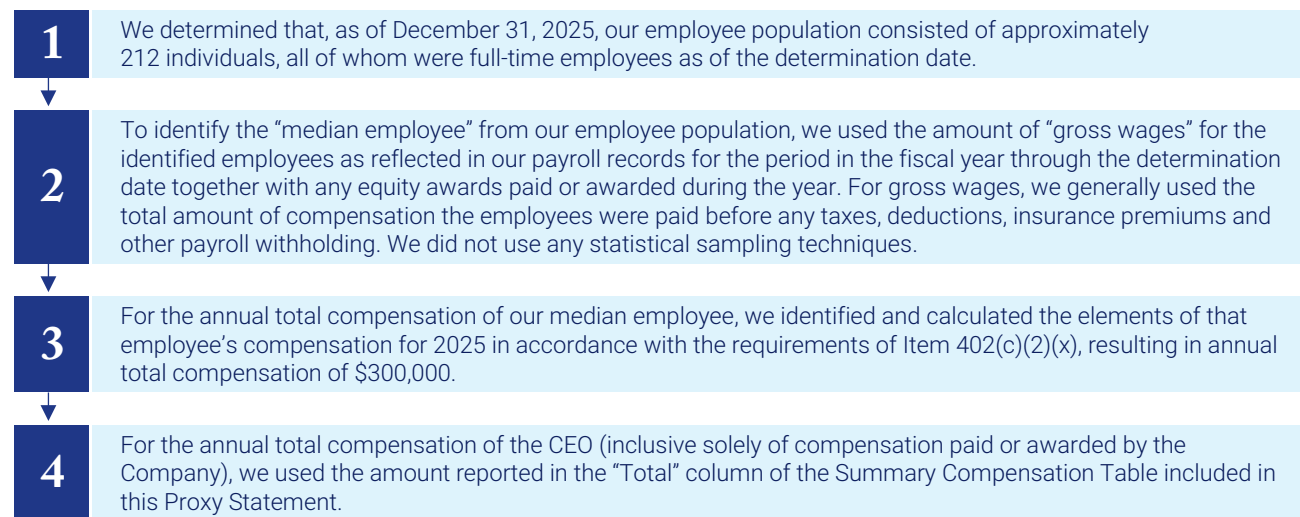 1
We determined that, as of December 31, 2025, our employee population consisted of approximately
212 individuals, all of whom were full-time employees as of the determination date.
2
To identify the “median employee” from our employee population, we used the amount of “gross wages” for the
identified employees as reflected in our payroll records for the period in the fiscal year through the determination
date together with any equity awards paid or awarded during the year. For gross wages, we generally used the
total amount of compensation the employees were paid before any taxes, deductions, insurance premiums and
other payroll withholding. We did not use any statistical sampling techniques.
3
For the annual total compensation of our median employee, we identified and calculated the elements of that
employee’s compensation for 2025 in accordance with the requirements of Item 402(c)(2)(x), resulting in annual
total compensation of $300,000.
4
For the annual total compensation of the CEO (inclusive solely of compensation paid or awarded by the
Company), we used the amount reported in the “Total” column of the Summary Compensation Table included in
this Proxy Statement.